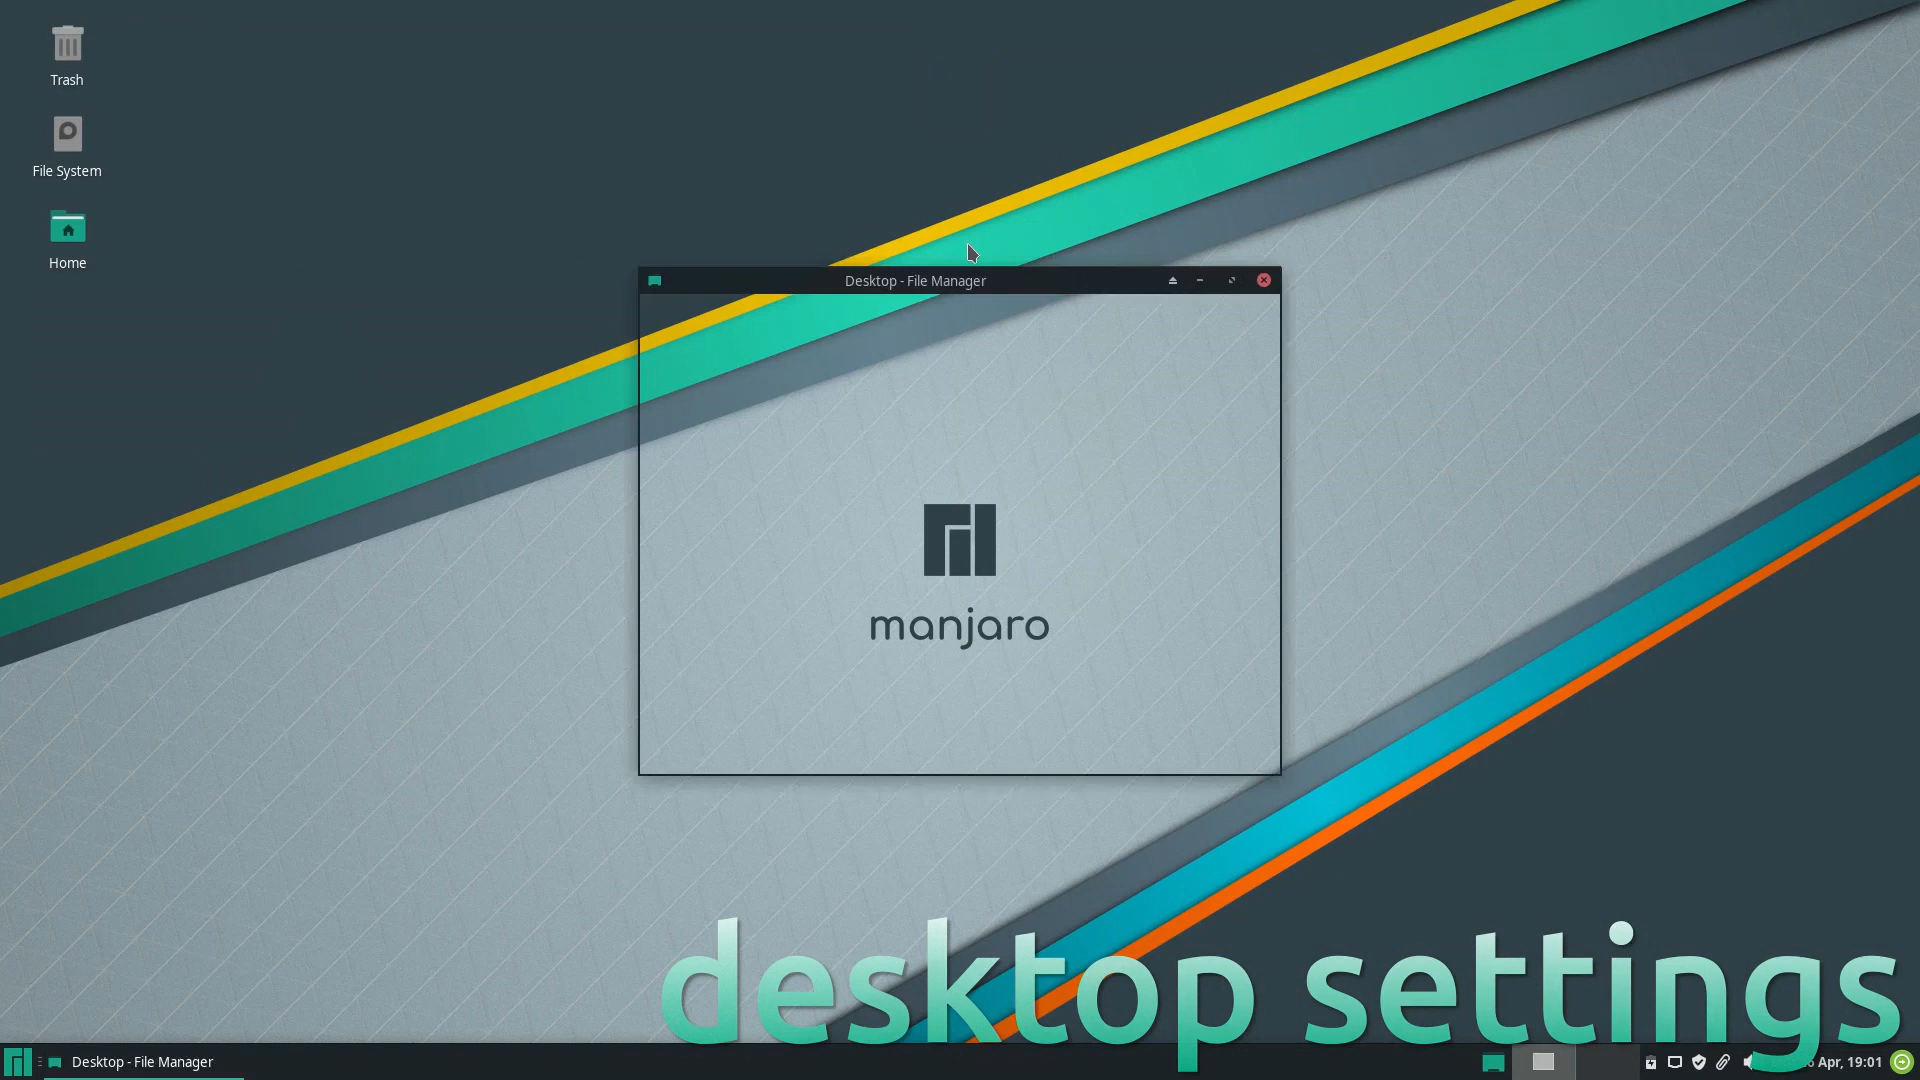 Trash
File System
Home
Desktop - File Manager
manjaro
desktop settings
Desktop - File Manager
Apr, 19:01